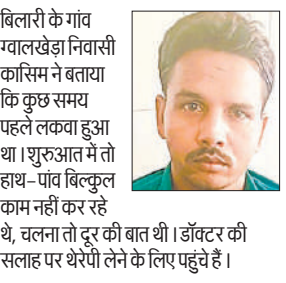 बिलारी के गांव
ग्वालखेड़ा निवासी
कासिम ने बताया
कि कुछ समय
पहले लकवा हुआ
था। शुरुआत में तो
हाथ-पांव बिल्कुल
काम नहीं कर रहे
थे, चलना तो दूर की बात थी। डॉक्टर की
सलाह पर थेरेपी लेने के लिए पहुंचे हैं।